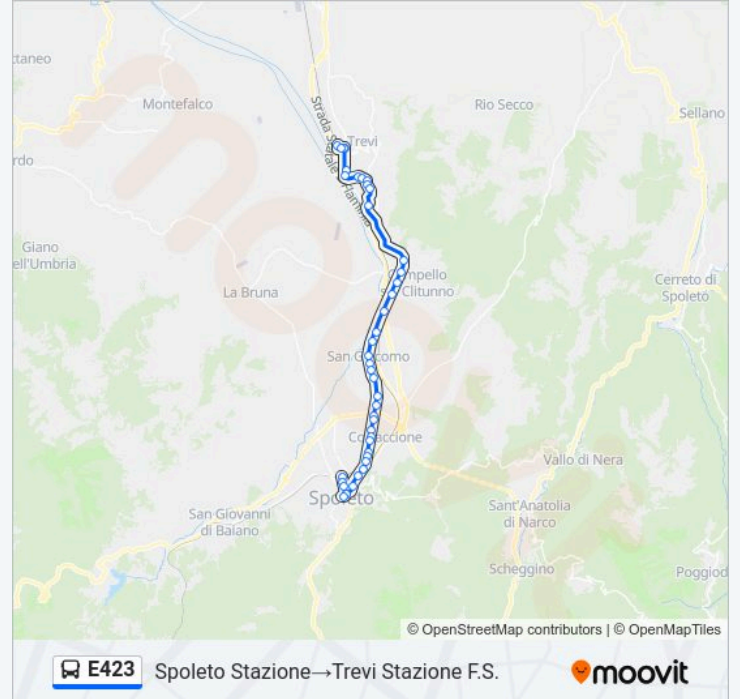 ttaneo
Montefalco
Rio Secco
Sellano
rdo
Trevi
Giano
ell'Umbria
La Bruna
Campello
Clitunno
Cerreto di
Spoleto
San Giacomo
Vallo di Nera
Spoleto
San Giovanni
di Baiano
Sant'Anatolia
di Narco
Scheggino
Poggiod
© OpenStreetMap contributors | © OpenMapTiles
E423 Spoleto Stazione→Trevi Stazione F.S.
moovit